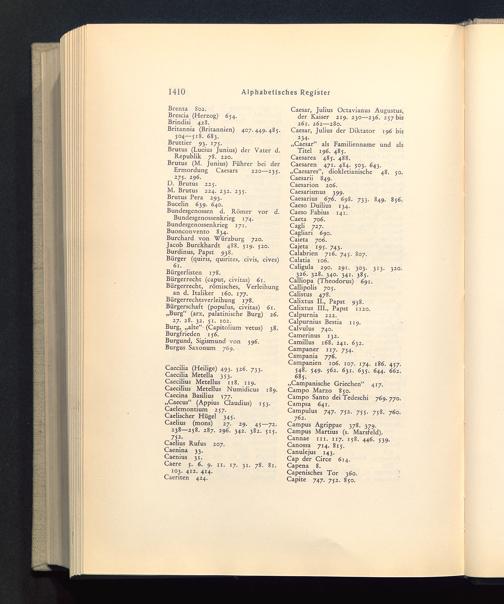 1410 Alphabetisches Register
Brenta 802.
Brescia (Herzog) 654.
Brindisi 428.
Britannia (Britannien) 407. 449. 485.
504—518. 683.
Bruttier 93. 175.
Brutus (Lucius Junius) der Vater d.
Republik 78. 220.
Brutus (M. Junius) Führer bei der
Ermordung Caesars 220—235.
275. 296.
D. Brutus 225.
M. Brutus 224. 232. 235.
Brutus Pera 293.
Bucelin 639. 640.
Bundesgenossen d. Römer vor d.
Bundesgenossenkrieg 174.
Bundesgenossenkrieg 171.
Buonconvento 834.
Burchard von Würzburg 720.
Jacob Burckhardt 488. 519. 520.
Burdinus, Papst 938.
Bürger (quiris, quirites, civis, cives)
61.
Bürgerlisten 178.
Bürgerrecht (caput, civitas) 61.
Bürgerrecht, römisches, Verleihung
an d. Italiker 160. 177.
Bürgerrechtsverleihung 178.
Bürgerschaft (populus, civitas) 61.
„Burg" (arx, palatinische Burg) 26.
27. 28. 32. 51. 102.
Burg, „alte" (Capitolium vetus) 38.
Burgfrieden 156.
Burgund, Sigismund von 596.
Burgus Saxonum 769.
Caecilia (Heilige) 493. 526. 733.
Caecilia Metella 353.
Caecilius Metellus 118. 119.
Caecilius Metellus Numidicus 189.
Caecina Basilius 577.
„Caecus" (Appius Claudius) 153.
Caelemontium 257.
Caelischer Hügel 345.
Caelius (mons) 27. 29. 45—72.
138—258. 287. 296. 342. 382. 515.
752.
Caelius Rufus 207.
Caenina 33.
Caenius 31.
Caere 5. 6. 9. 11. 17. 31. 78. 81.
103. 412. 414.
Caeriten 424.
Caesar, Julius Octavianus Augustus,
der Kaiser 219. 230—236. 257 bis
261. 262—280.
Caesar, Julius der Diktator 196 bis
234.
„Caesar" als Familienname und als
Titel 196. 485.
Caesarea 485. 488.
Caesaren 471. 484. 503. 643.
„Caesares", diokletianische 48. 50.
Caesarii 849.
Caesarion 206.
Caesarismus 399.
Caesarius 676. 698. 733. 849. 856.
Caeso Duilius 134.
Caeso Fabius 141.
Caeta 706.
Cagli 727.
Cagliari 690.
Caieta 706.
Cajeta 195. 743.
Calabrien 716. 745. 807.
Calatia 106.
Caligula 290. 291. 303. 313. 320.
326. 328. 340. 341. 385.
Calliopa (Theodorus) 691.
Callipolis 705.
Calistus 478.
Calixtus II., Papst 938.
Calixtus III., Papst 1120.
Calpurnia 222.
Calpurnius Bestia 119.
Calvulus 740.
Camerinus 132.
Camillus 168. 241. 632.
Campaner 117. 754.
Campania 776.
Campanien 106. 107. 174. 186. 457.
548. 549. 562. 631. 635. 644. 662.
685.
„Campanische Griechen" 417.
Campo Marzo 850.
Campo Santo dei Tedeschi 769. 770.
Campsa 641.
Campulus 747. 752. 755. 758. 760.
762.
Campus Agrippae 378. 379.
Campus Martius (s. Marsfeld).
Cannae 111. 117. 158. 446. 539.
Canossa 714. 815.
Canulejus 143.
Cap der Circe 614.
Capena 8.
Capenisches Tor 360.
Capite 747. 752. 850.